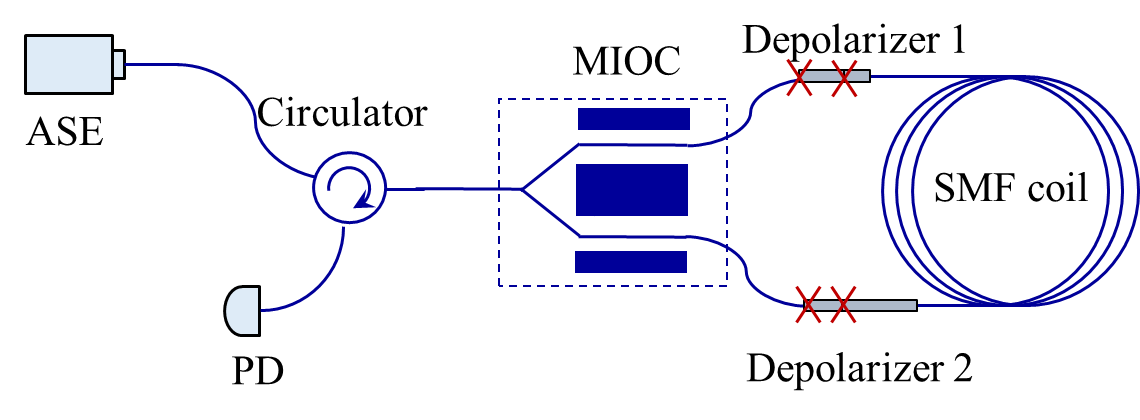 Depolarizer 1
MIOC
Circulator
ASE
SMF coil
PD
Depolarizer 2